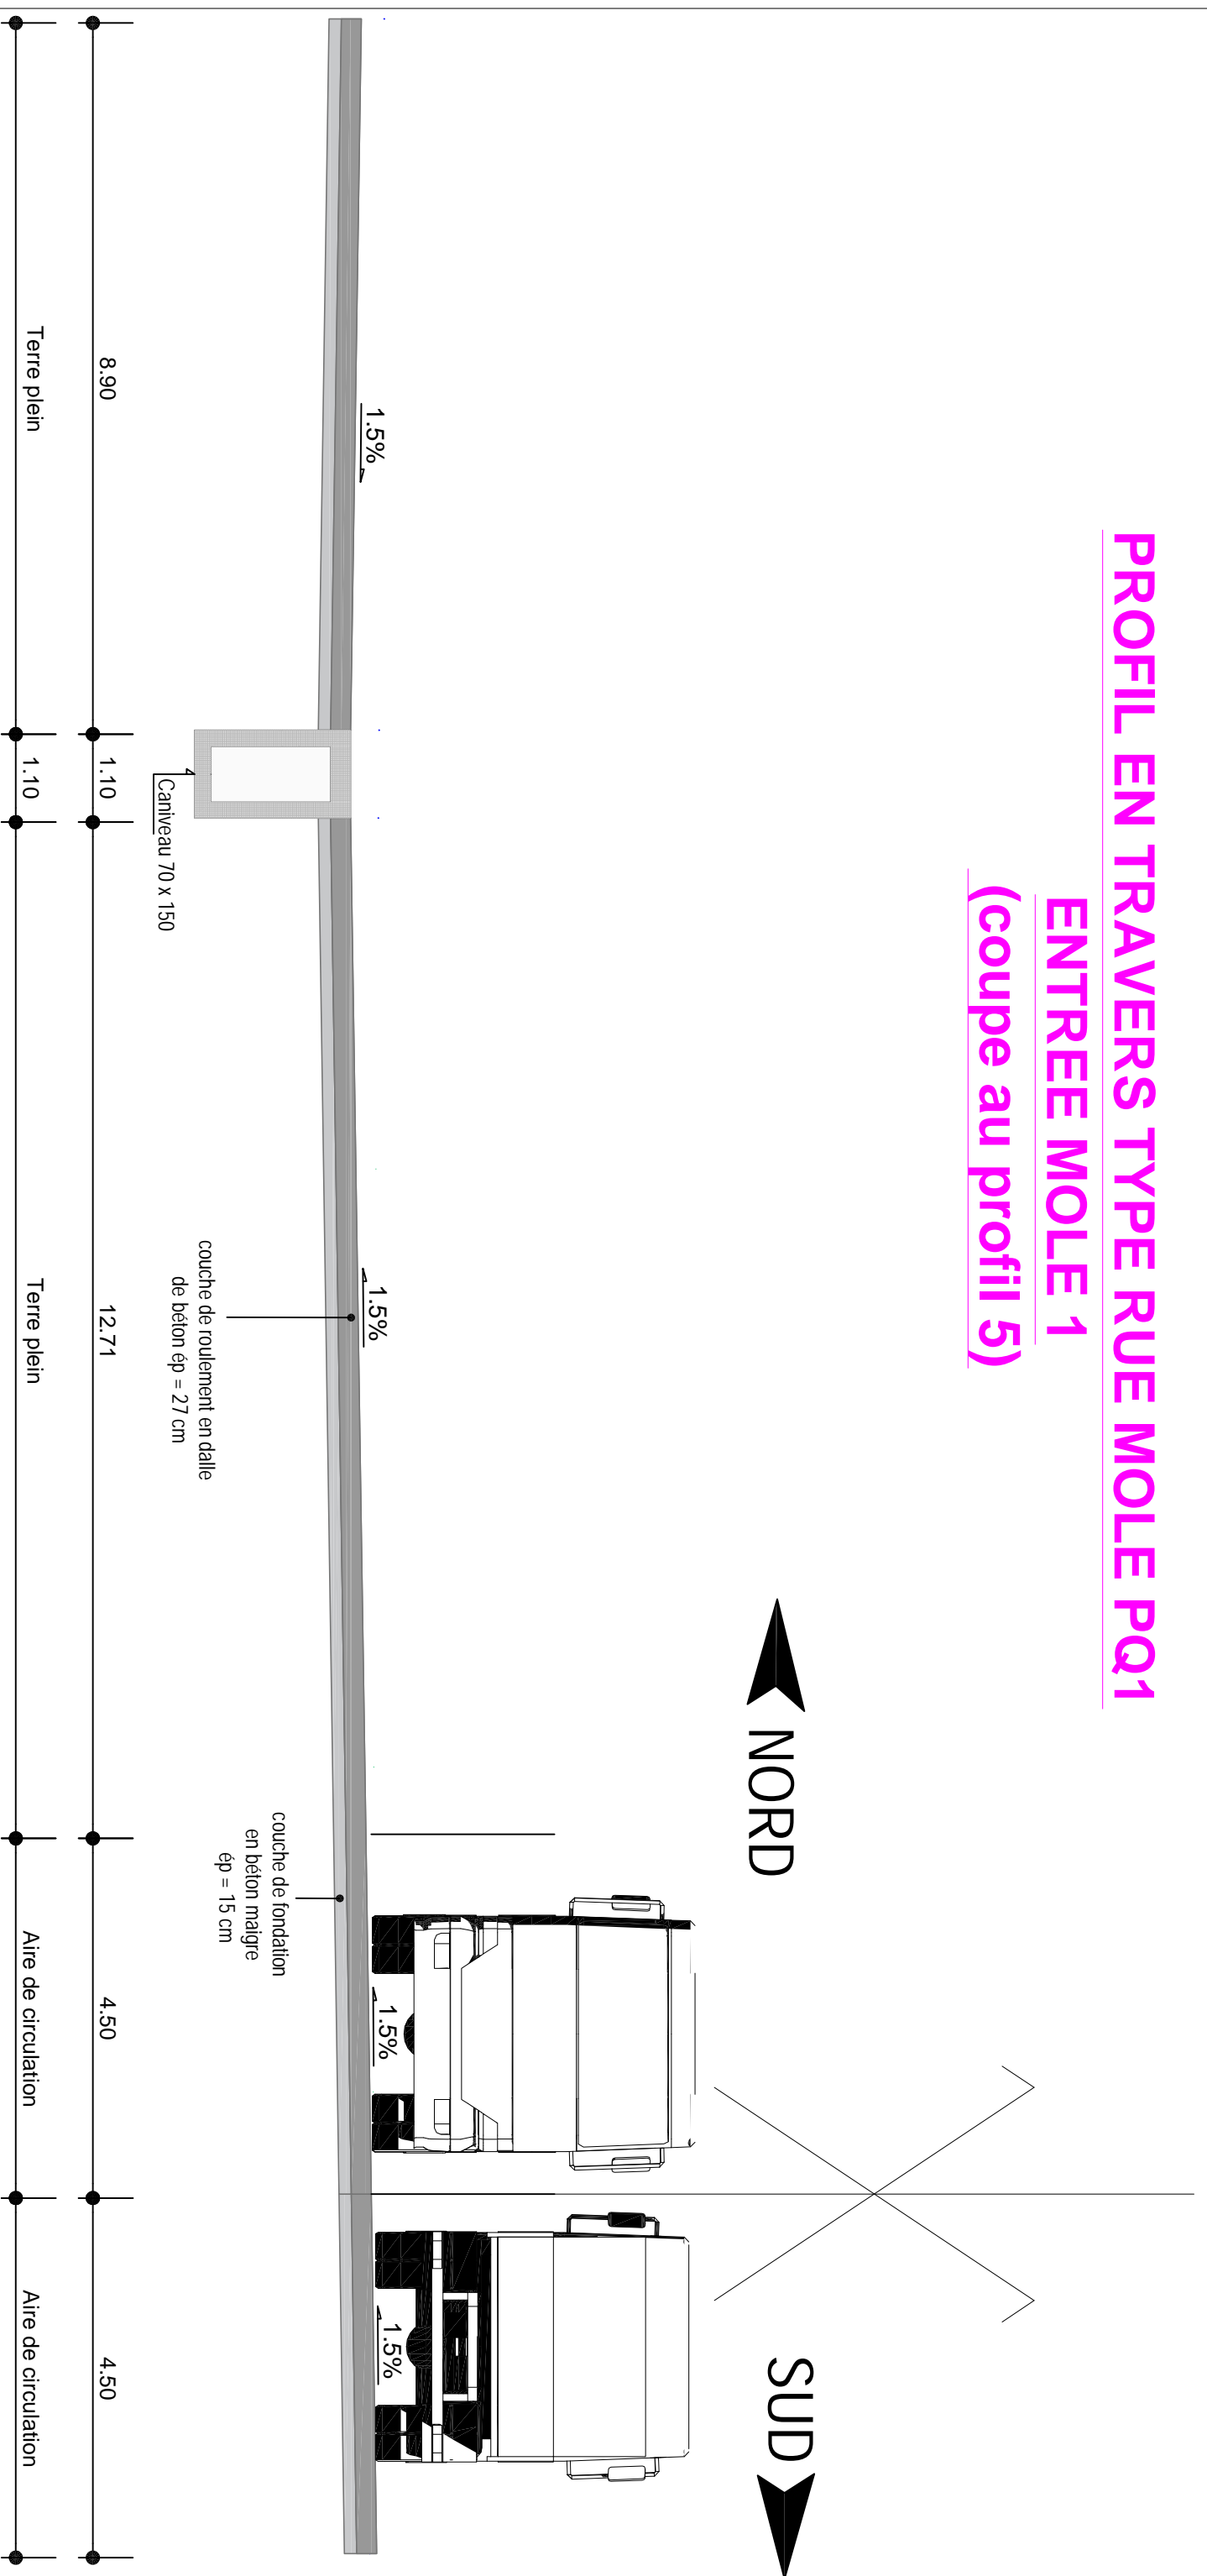 PROFIL EN TRAVERS TYPE RUE MOLE PQ1
ENTREE MOLE 1
(coupe au profil 5)
NORD
SUD
1.5%
1.5%
1.5%
1.5%
Caniveau 70 x 150
couche de roulement en dalle
de béton ép = 27 cm
couche de fondation
en béton maigre
ép = 15 cm
8.90
1.10
12.71
4.50
4.50
Terre plein
1.10
Terre plein
Aire de circulation
Aire de circulation